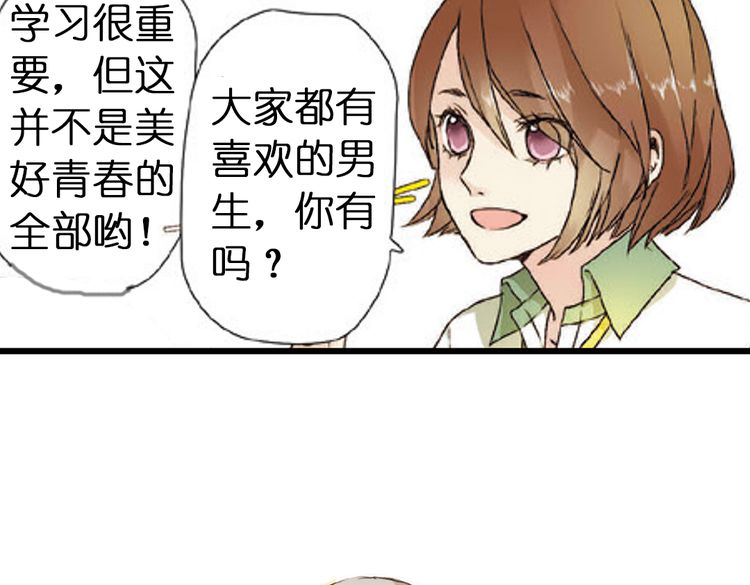 学习很重
要，但这
并不是美
好青春的
全部哟！
大家都有
喜欢的男
生，你有
吗？